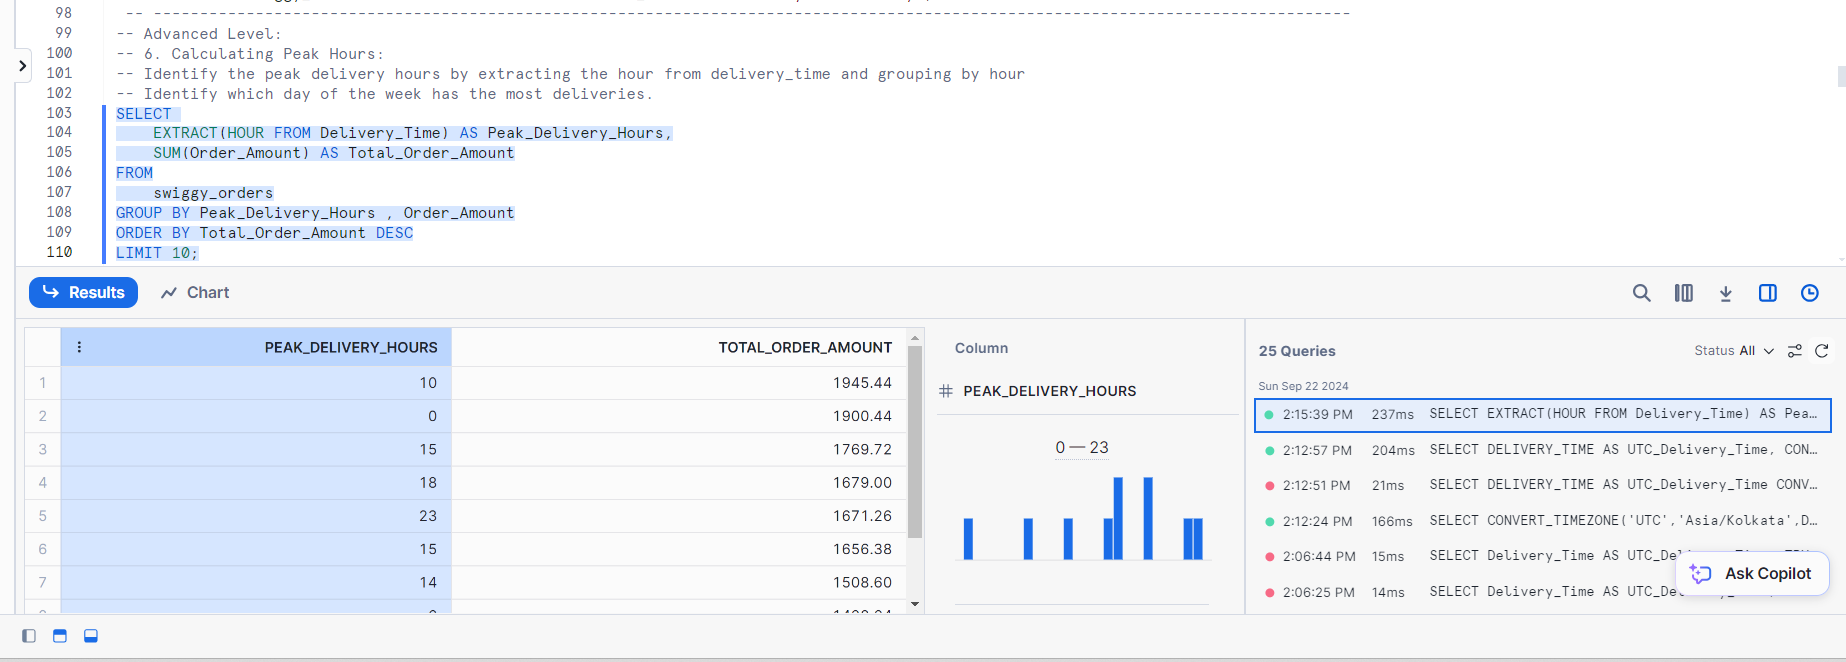 98 -- -----------------------------------------------------------------------------------------------------------------------------------
99 -- Advanced Level:
100 -- 6. Calculating Peak Hours:
101 -- Identify the peak delivery hours by extracting the hour from delivery_time and grouping by hour
102 -- Identify which day of the week has the most deliveries.
103 SELECT
104 EXTRACT(HOUR FROM Delivery_Time) AS Peak_Delivery_Hours,
105 SUM(Order_Amount) AS Total_Order_Amount
106 FROM
107 swiggy_orders
108 GROUP BY Peak_Delivery_Hours , Order_Amount
109 ORDER BY Total_Order_Amount DESC
110 LIMIT 10;
Results Chart
PEAK_DELIVERY_HOURS TOTAL_ORDER_AMOUNT
1 10 1945.44
2 0 1900.44
3 15 1769.72
4 18 1679.00
5 23 1671.26
6 15 1656.38
7 14 1508.60
Column
# PEAK_DELIVERY_HOURS
0 — 23
25 Queries Status All
Sun Sep 22 2024
2:15:39 PM 237ms SELECT EXTRACT(HOUR FROM Delivery_Time) AS Pea…
2:12:57 PM 204ms SELECT DELIVERY_TIME AS UTC_Delivery_Time, CON…
2:12:51 PM 21ms SELECT DELIVERY_TIME AS UTC_Delivery_Time CONV…
2:12:24 PM 166ms SELECT CONVERT_TIMEZONE('UTC','Asia/Kolkata',D…
2:06:44 PM 15ms SELECT Delivery_Time AS UTC_De
2:06:25 PM 14ms SELECT Delivery_Time AS UTC_De
Ask Copilot